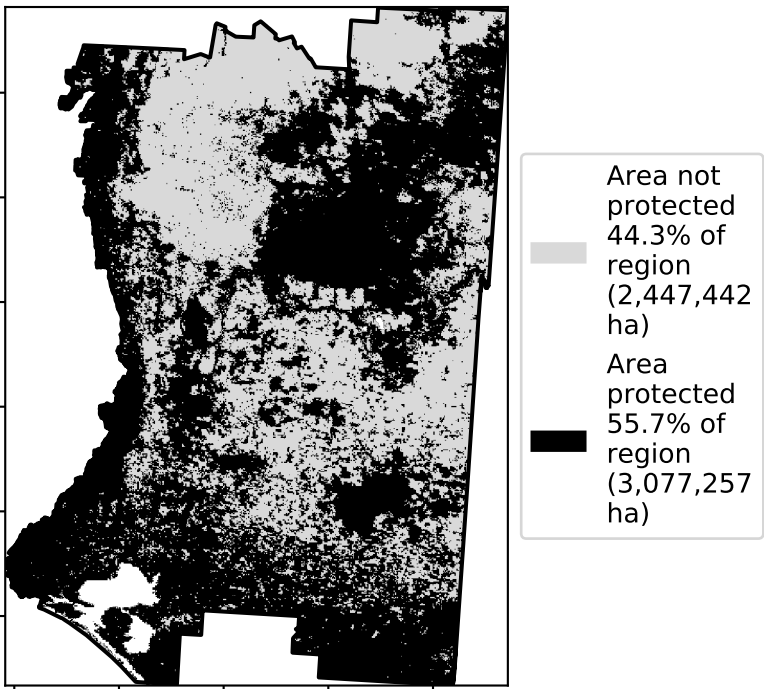 Area not
protected
44.3% of
region
(2,447,442
ha)
Area
protected
55.7% of
region
(3,077,257
ha)